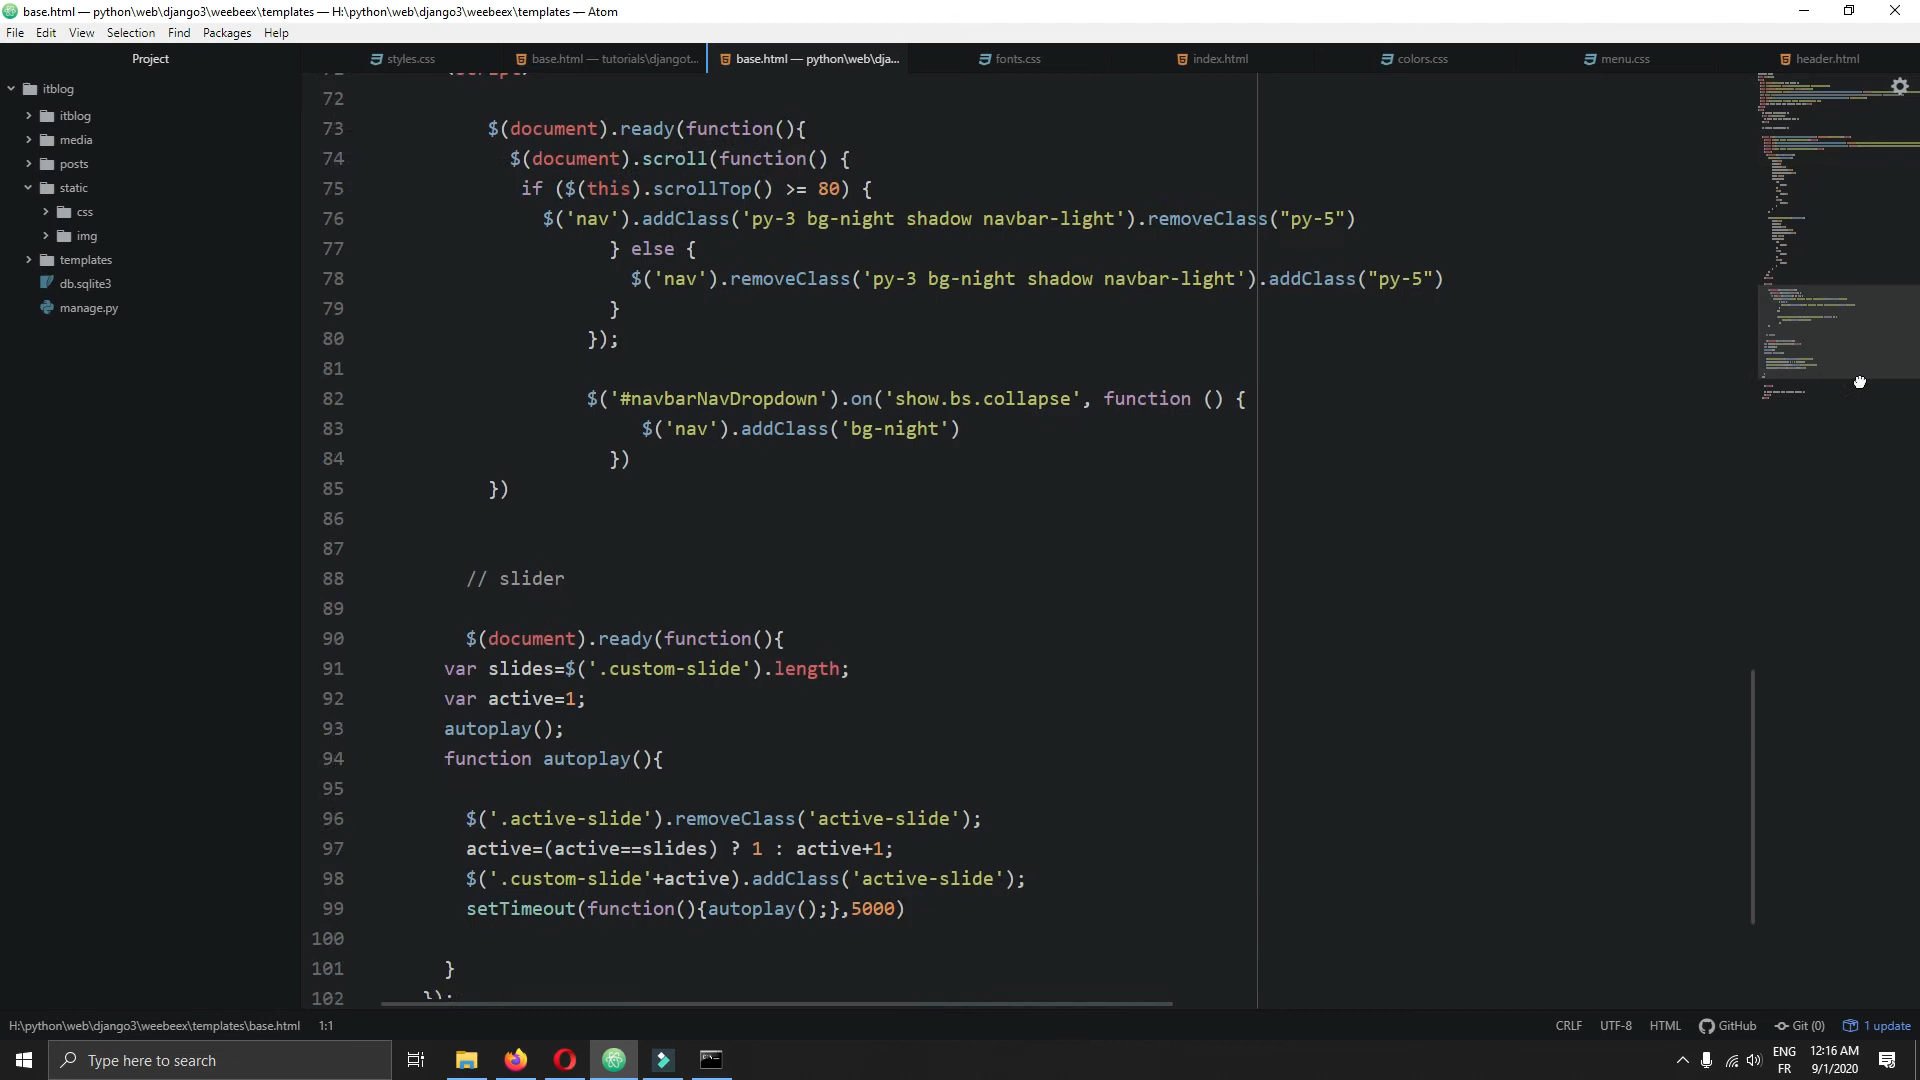 base.html — python\web\django3\weebeex\templates — H:\python\web\django3\weebeex\templates — Atom
File Edit View Selection Find Packages Help
Project
styles.css
base.html — tutorials\djangot...
base.html — python\web\dja...
fonts.css
index.html
colors.css
menu.css
header.html
itblog
itblog
media
posts
static
css
img
templates
db.sqlite3
manage.py
72
73 $(document).ready(function(){
74 $(document).scroll(function() {
75 if ($(this).scrollTop() >= 80) {
76 $('nav').addClass('py-3 bg-night shadow navbar-light').removeClass("py-5")
77 } else {
78 $('nav').removeClass('py-3 bg-night shadow navbar-light').addClass("py-5")
79 }
80 });
81
82 $('#navbarNavDropdown').on('show.bs.collapse', function () {
83 $('nav').addClass('bg-night')
84 })
85 })
86
87
88 // slider
89
90 $(document).ready(function(){
91 var slides=$('.custom-slide').length;
92 var active=1;
93 autoplay();
94 function autoplay(){
95
96 $('.active-slide').removeClass('active-slide');
97 active=(active==slides) ? 1 : active+1;
98 $('.custom-slide'+active).addClass('active-slide');
99 setTimeout(function(){autoplay();},5000)
100
101 }
102 });
H:\python\web\django3\weebeex\templates\base.html 1:1
CRLF UTF-8 HTML GitHub Git (0) 1 update
Type here to search
ENG
FR
12:16 AM
9/1/2020